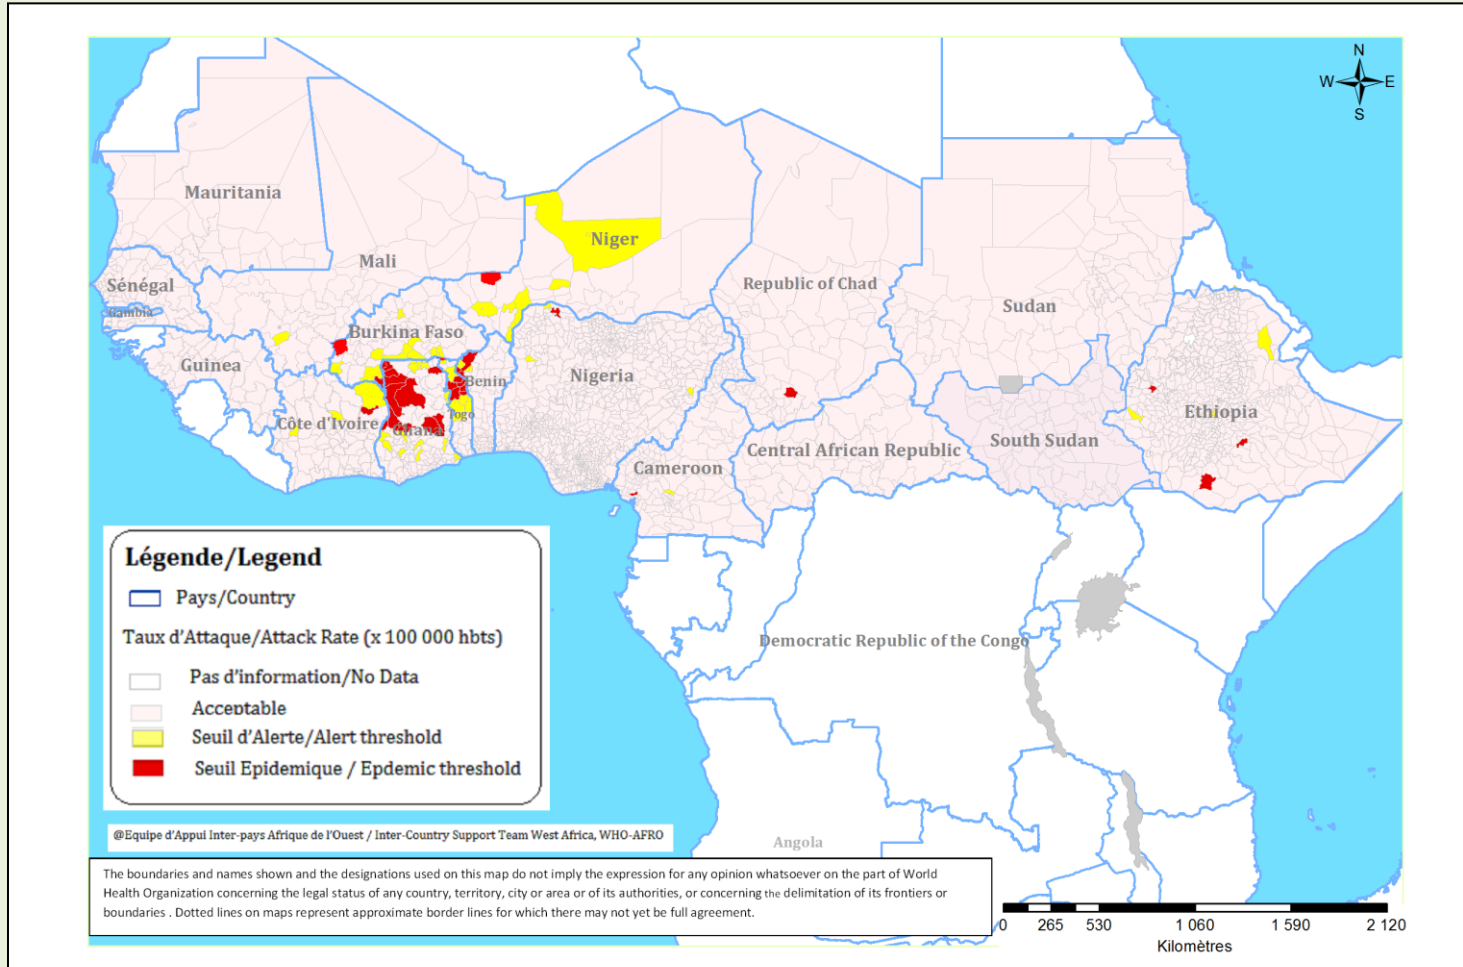 N
W
E
S
Mauritania
Niger
Mali
Sénégal
Republic of Chad
Gambia
Sudan
Burkina Faso
Guinea
Nigeria
Benin
Togo
Ethiopia
Côte d'Ivoire
Ghana
South Sudan
Central African Republic
Cameroon
Democratic Republic of the Congo
Angola
Légende/Legend
Pays/Country
Taux d'Attaque/Attack Rate (x 100 000 hbts)
Pas d'information/No Data
Acceptable
Seuil d'Alerte/Alert threshold
Seuil Epidemique / Epdemic threshold
@Equipe d'Appui Inter-pays Afrique de l'Ouest / Inter-Country Support Team West Africa, WHO-AFRO
The boundaries and names shown and the designations used on this map do not imply the expression for any opinion whatsoever on the part of World
Health Organization concerning the legal status of any country, territory, city or area or of its authorities, or concerning the delimitation of its frontiers or
boundaries . Dotted lines on maps represent approximate border lines for which there may not yet be full agreement.
0 265 530 1 060 1 590 2 120
Kilomètres